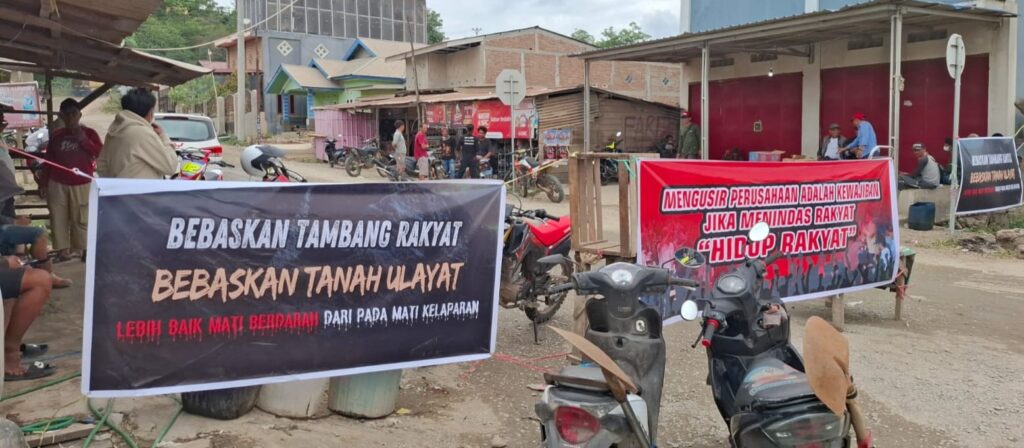 BEBASKAN TAMBANG RAKYAT
BEBASKAN TANAH ULAYAT
LEBIH BAIK MATI BERDARAH DARI PADA MATI KELAPARAN
MENGUSIR PERUSAHAAN ADALAH KEWAJIBAN
JIKA MENINDAS RAKYAT
"HIDOP RAKYAT"